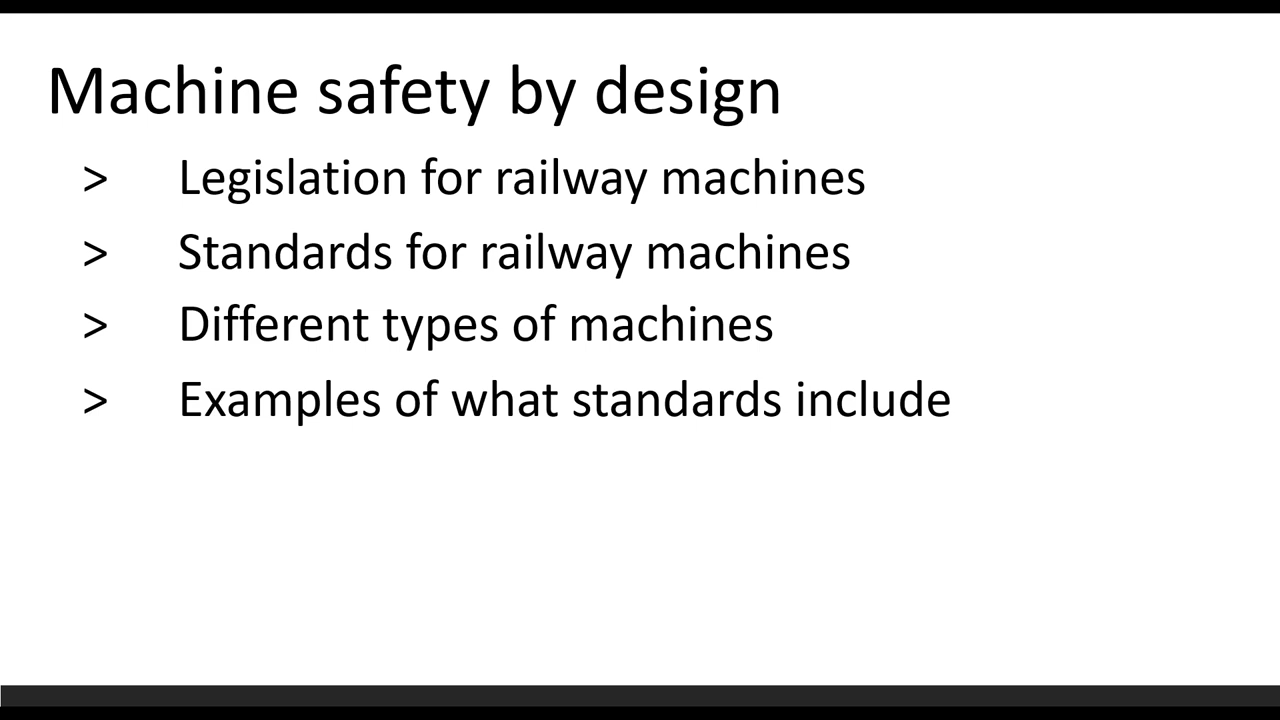 Machine safety by design
> Legislation for railway machines
> Standards for railway machines
> Different types of machines
> Examples of what standards include